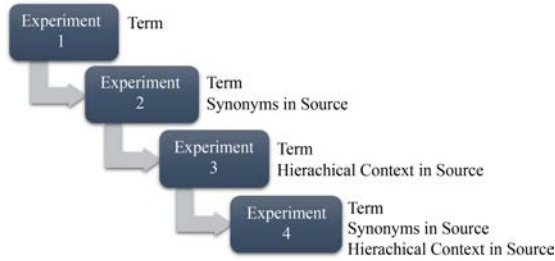 Experiment
1
Term
Experiment
2
Term
Synonyms in Source
Experiment
3
Term
Hierachical Context in Source
Experiment
4
Term
Synonyms in Source
Hierachical Context in Source